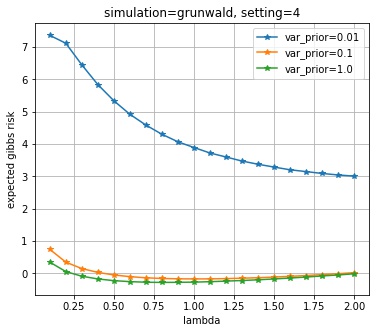 simulation=grunwald, setting=4
var_prior=0.01
var_prior=0.1
var_prior=1.0
expected gibbs risk
7
6
5
4
3
2
1
0
0.25 0.50 0.75 1.00 1.25 1.50 1.75 2.00
lambda